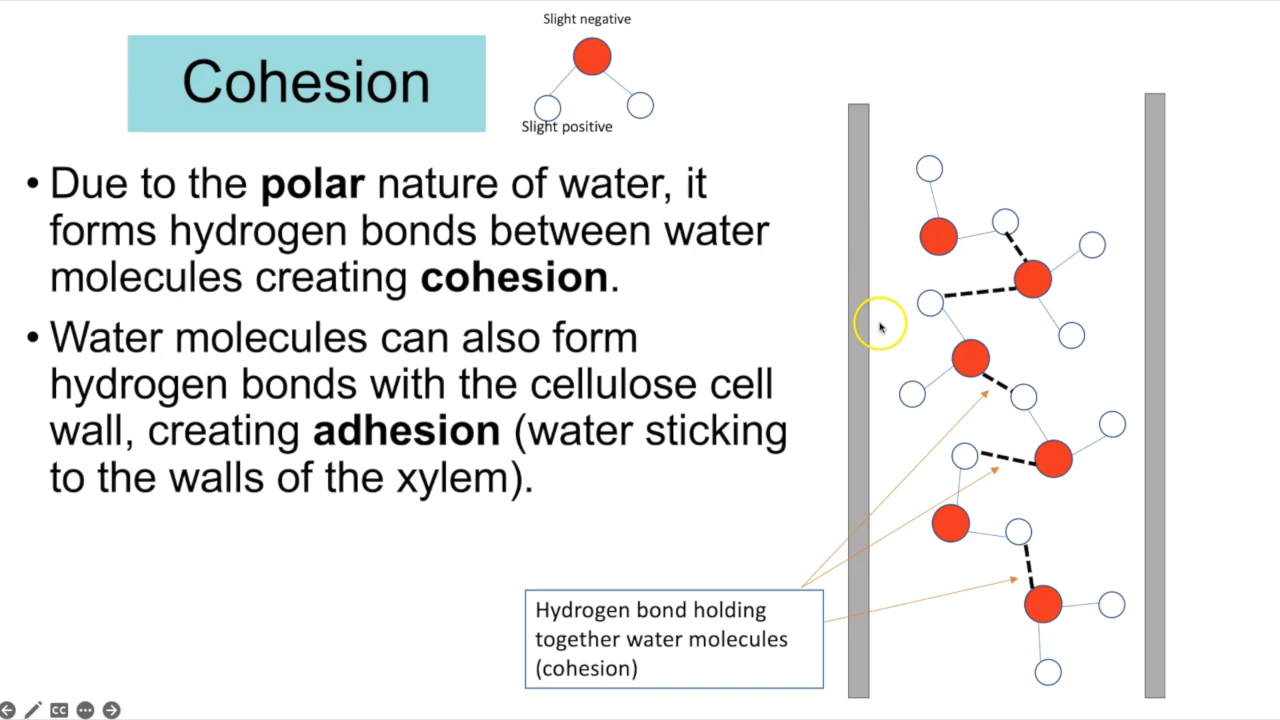 Slight negative
Cohesion
Slight positive
• Due to the polar nature of water, it
forms hydrogen bonds between water
molecules creating cohesion.
• Water molecules can also form
hydrogen bonds with the cellulose cell
wall, creating adhesion (water sticking
to the walls of the xylem).
Hydrogen bond holding
together water molecules
(cohesion)
CC